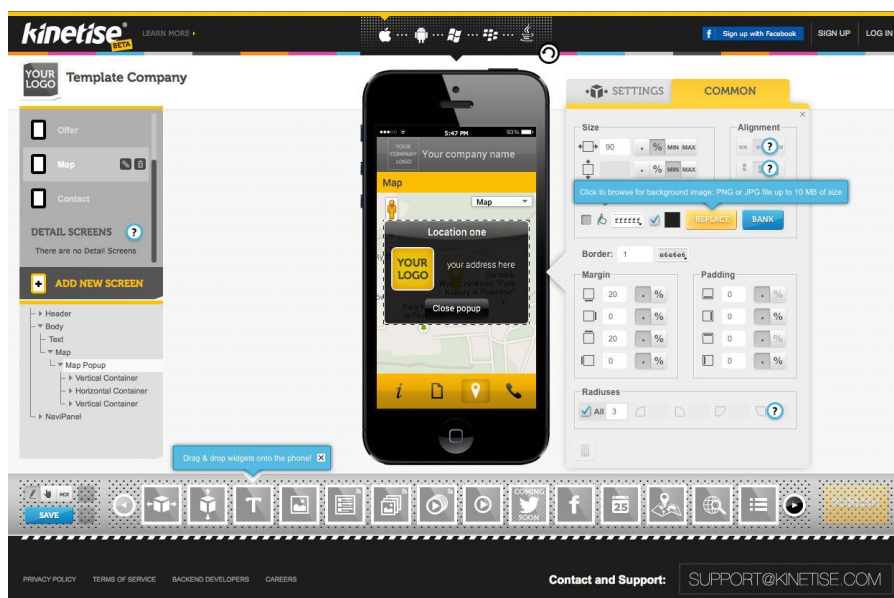 kinetise®
BETA
LEARN MORE
f Sign up with Facebook
SIGN UP
LOG IN
YOUR LOGO
Template Company
Offer
Map
Contact
DETAIL SCREENS ?
There are no Detail Screens
ADD NEW SCREEN
Header
Body
Text
Map
Map Popup
Vertical Container
Horizontal Container
Vertical Container
NaviPanel
5:47 PM 93%
YOUR COMPANY LOGO
Your company name
Map
Map
Location one
YOUR LOGO
your address here
Close popup
SETTINGS
COMMON
Size
Alignment
90 . % MIN MAX
?
. % MIN MAX
?
Click to browse for background image: PNG or JPG file up to 10 MB of size
ffffff
REPLACE
BANK
Border: 1 e6e6e6
Margin
Padding
20 . % 0 . %
0 . % 0 . %
20 . % 0 . %
0 . % 0 . %
Radiuses
All 3 ?
Drag & drop widgets onto the phone! X
MIX
SAVE
T
COMING SOON
f
25
PRIVACY POLICY
TERMS OF SERVICE
BACKEND DEVELOPERS
CAREERS
Contact and Support:
SUPPORT@KINETISE.COM